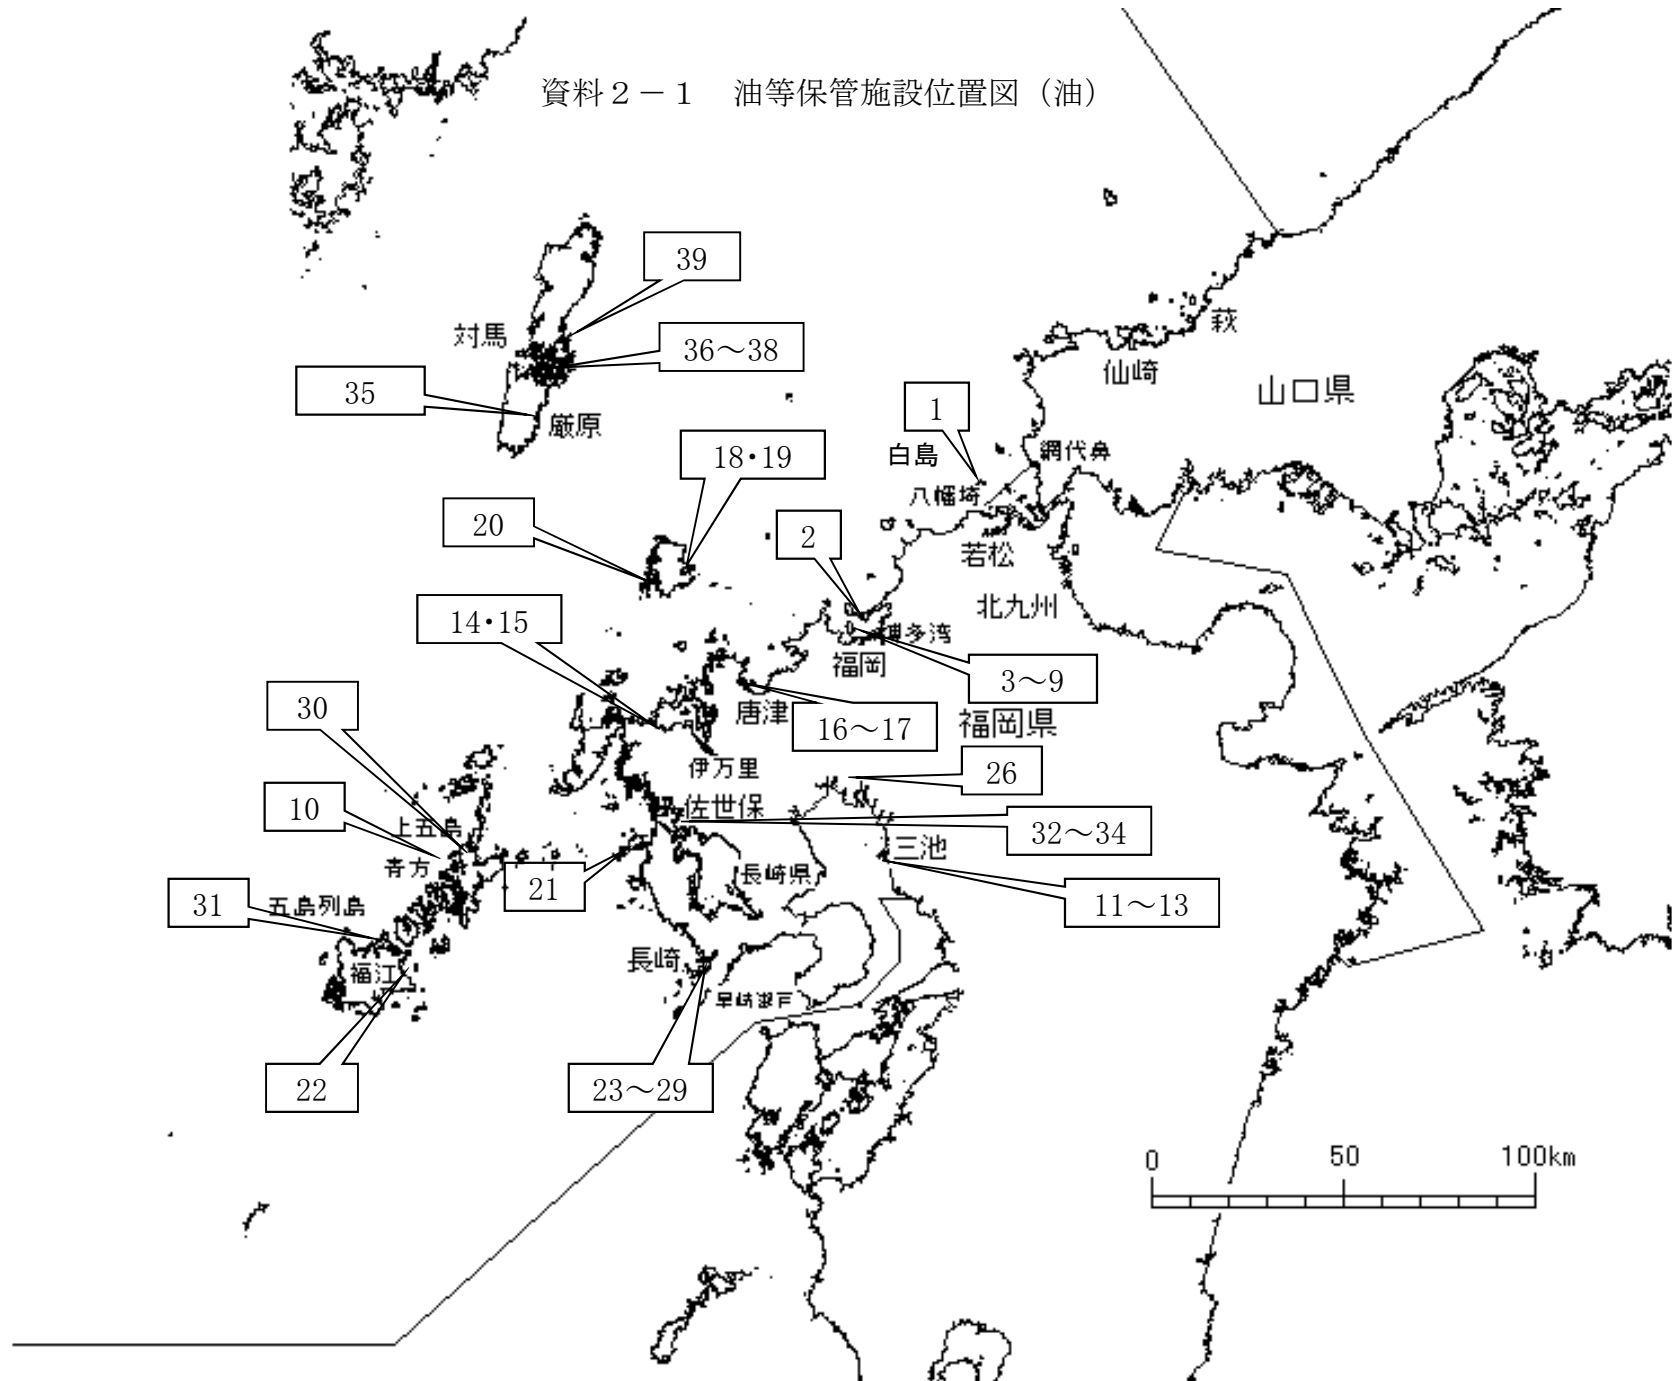 資料２－１　油等保管施設位置図（油）
39
対馬
36～38
35
厳原
萩
仙崎
山口県
1
白島
網代鼻
18・19
八幡埼
20
2
若松
北九州
14・15
博多湾
福岡
3～9
30
唐津
16～17
福岡県
伊万里
26
10
上五島
佐世保
32～34
青方
三池
21
長崎県
31
五島列島
11～13
福江
長崎
早崎瀬戸
22
23～29
0
50
100km